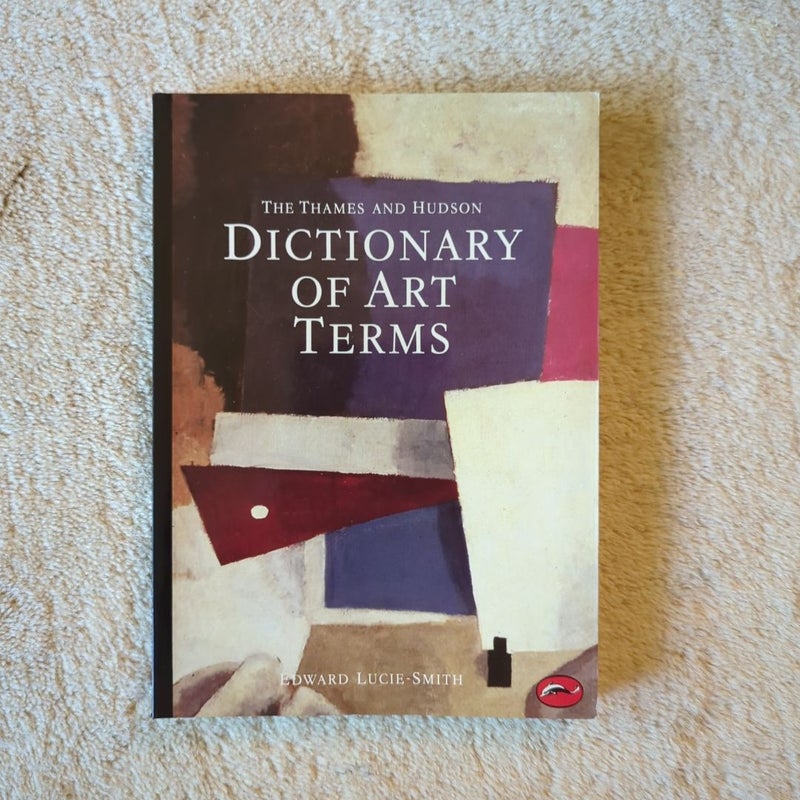 THE THAMES AND HUDSON
DICTIONARY
OF ART
TERMS
EDWARD LUCIE-SMITH